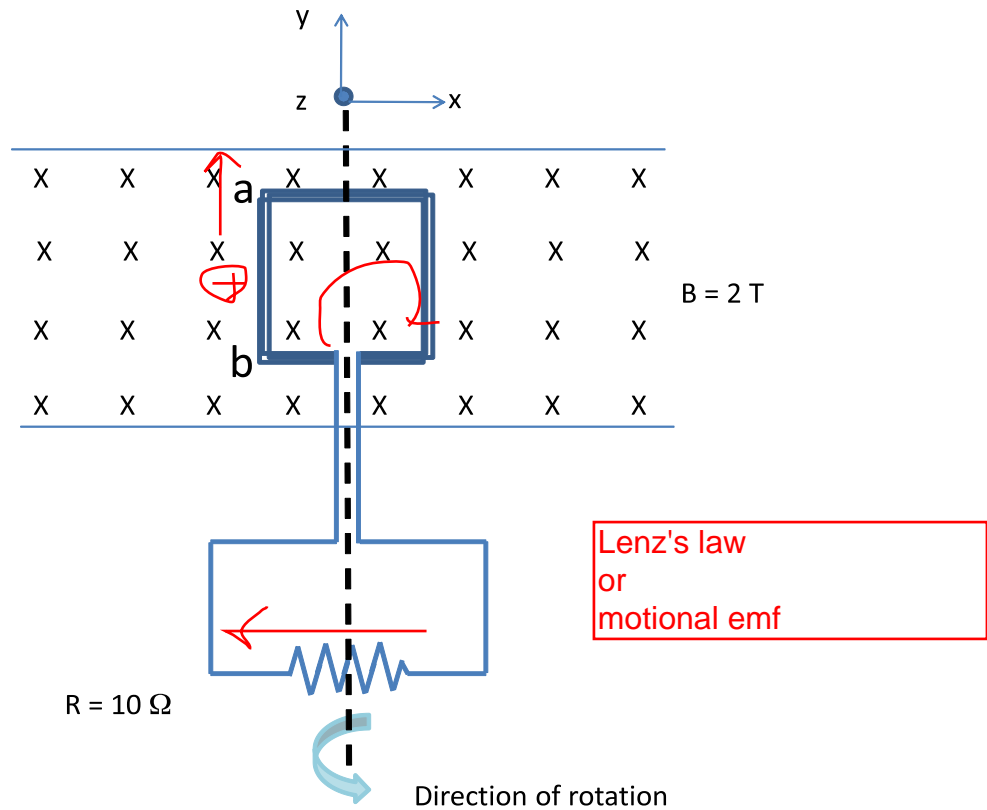 y
z
x
X X X X X X X X
a
X X X X X X X X
B = 2 T
X X X X X X X X
b
X X X X X X X X
Lenz's law
or
motional emf
R = 10 Ω
Direction of rotation